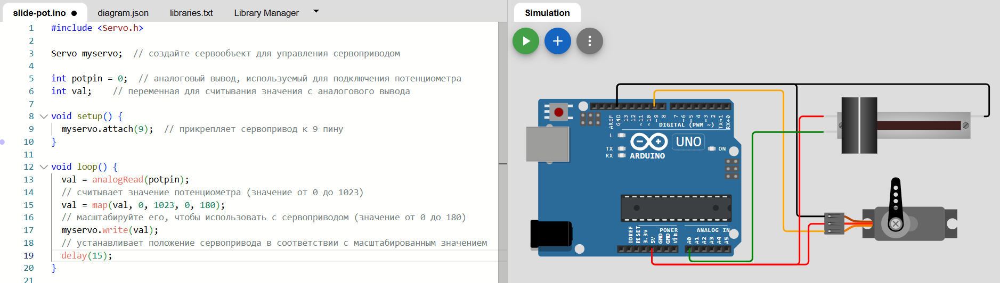 slide-pot.ino ● diagram.json libraries.txt Library Manager
1 #include <Servo.h>
2
3 Servo myservo;  // создайте сервообъект для управления сервоприводом
4
5 int potpin = 0;  // аналоговый вывод, используемый для подключения потенциометра
6 int val;    // переменная для считывания значения с аналогового вывода
7
8 void setup() {
9   myservo.attach(9);  // прикрепляет сервопривод к 9 пину
10 }
11
12 void loop() {
13   val = analogRead(potpin);
14   // считывает значение потенциометра (значение от 0 до 1023)
15   val = map(val, 0, 1023, 0, 180);
16   // масштабируйте его, чтобы использовать с сервоприводом (значение от 0 до 180)
17   myservo.write(val);
18   // устанавливает положение сервопривода в соответствии с масштабированным значением
19   delay(15);
20 }
21
Simulation
AREF GND 13 12 ~11 ~10 ~9 8 7 ~6 ~5 4 ~3 2 TX→1 RX←0
DIGITAL (PWM ~)
L
TX
RX
UNO
ON
ARDUINO
POWER
ANALOG IN
IOREF RESET 3.3V 5V GND GND Vin A0 A1 A2 A3 A4 A5